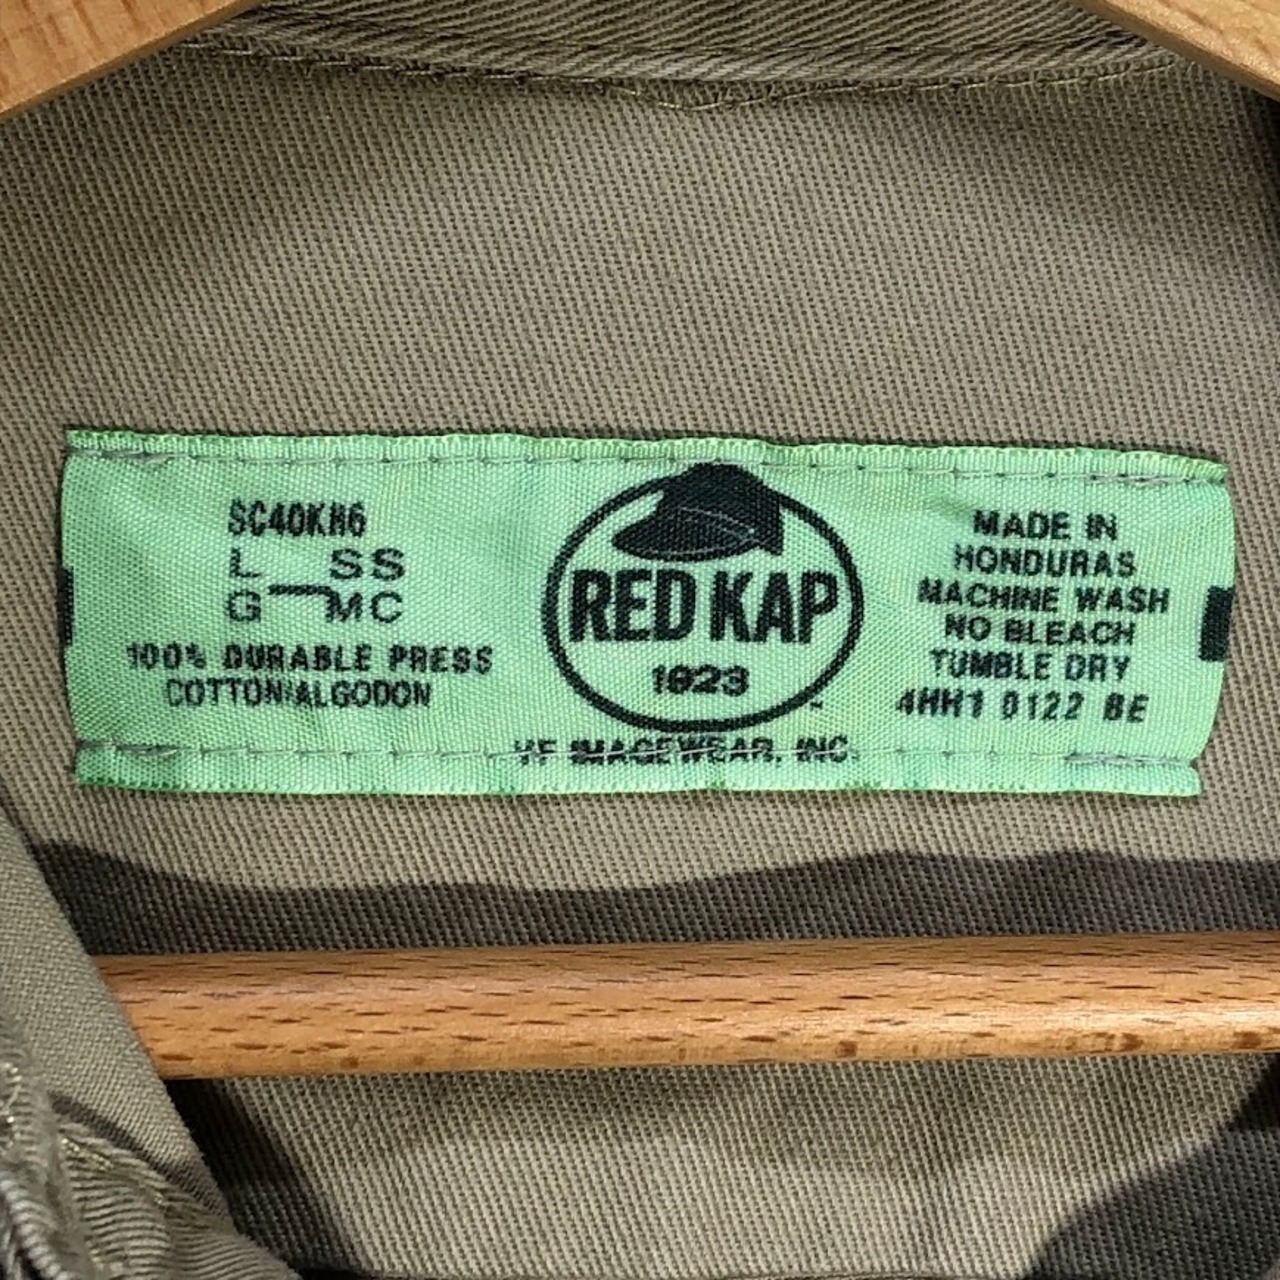 SC40KH6
L SS
G MC
100% DURABLE PRESS
COTTON/ALGODON
RED KAP
1923
VF IMAGEWEAR, INC.
MADE IN
HONDURAS
MACHINE WASH
NO BLEACH
TUMBLE DRY
4HH1 0122 BE